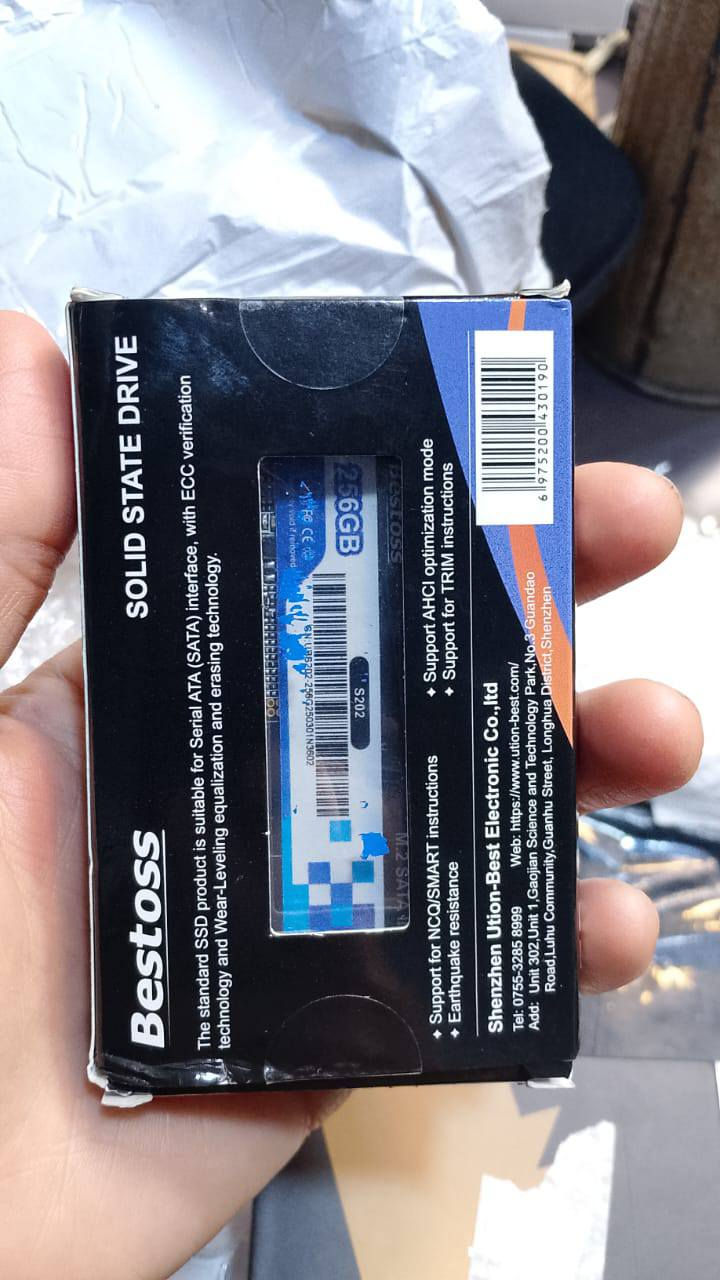 Bestoss
SOLID STATE DRIVE
The standard SSD product is suitable for Serial ATA (SATA) interface, with ECC verification
technology and Wear-Leveling equalization and erasing technology.
256GB
S202
Bestoss
M.2 SATA
✦ Support for NCQ/SMART instructions
✦ Support AHCI optimization mode
✦ Earthquake resistance
✦ Support for TRIM instructions
Shenzhen Ution-Best Electronic Co.,ltd
Tel: 0755-3285 8999
Web: https://www.ution-best.com/
Add: Unit 302,Unit 1,Gaojian Science and Technology Park,No.3 Guandao
Road,Luhu Community,Guanhu Street, Longhua District,Shenzhen
6 975200 430190